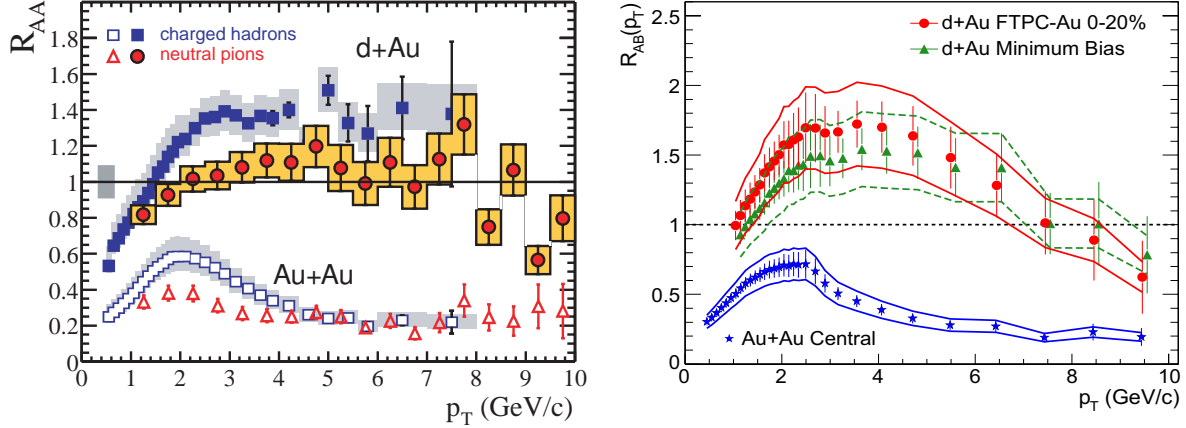 R_AA
1.8
1.6
1.4
1.2
1
0.8
0.6
0.4
0.2
0
charged hadrons
neutral pions
d+Au
Au+Au
0 1 2 3 4 5 6 7 8 9 10
p_T (GeV/c)
R_AB(p_T)
2.5
2
1.5
1
0.5
d+Au FTPC-Au 0-20%
d+Au Minimum Bias
Au+Au Central
0 2 4 6 8 10
p_T (GeV/c)